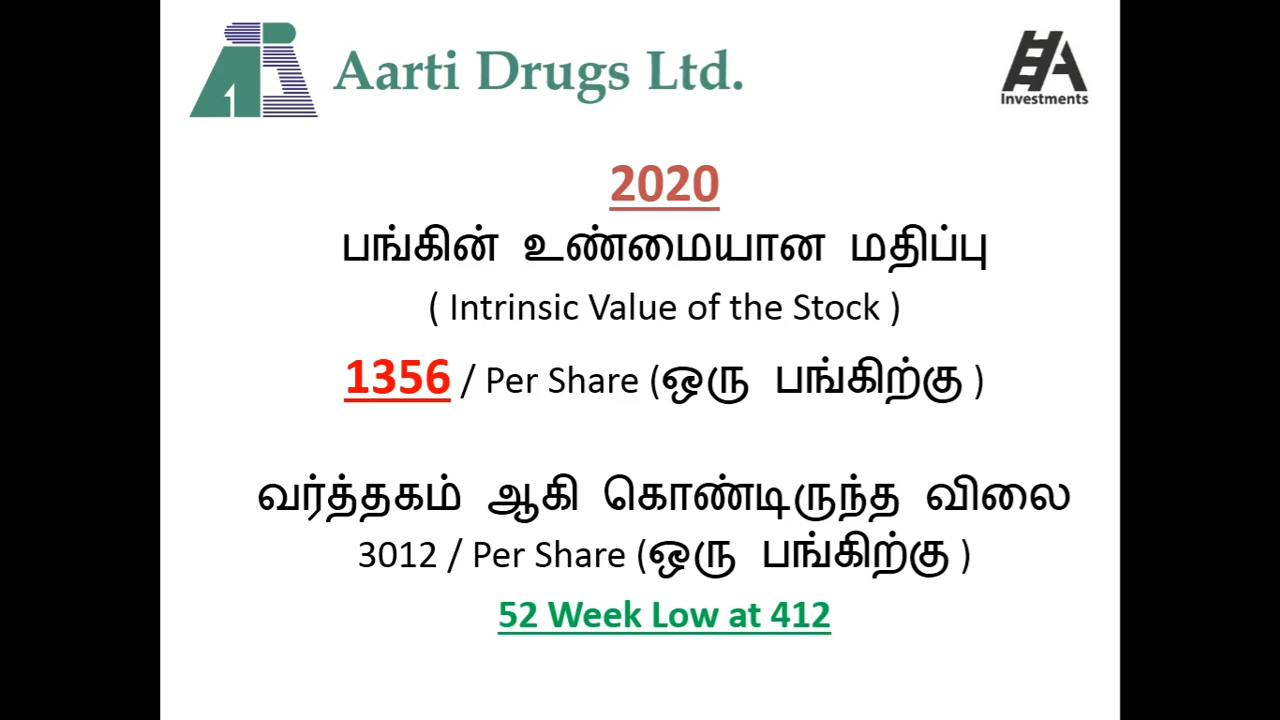 Aarti Drugs Ltd.
Investments
2020
பங்கின் உண்மையான மதிப்பு
( Intrinsic Value of the Stock )
1356 / Per Share (ஒரு பங்கிற்கு )
வர்த்தகம் ஆகி கொண்டிருந்த விலை
3012 / Per Share (ஒரு பங்கிற்கு )
52 Week Low at 412